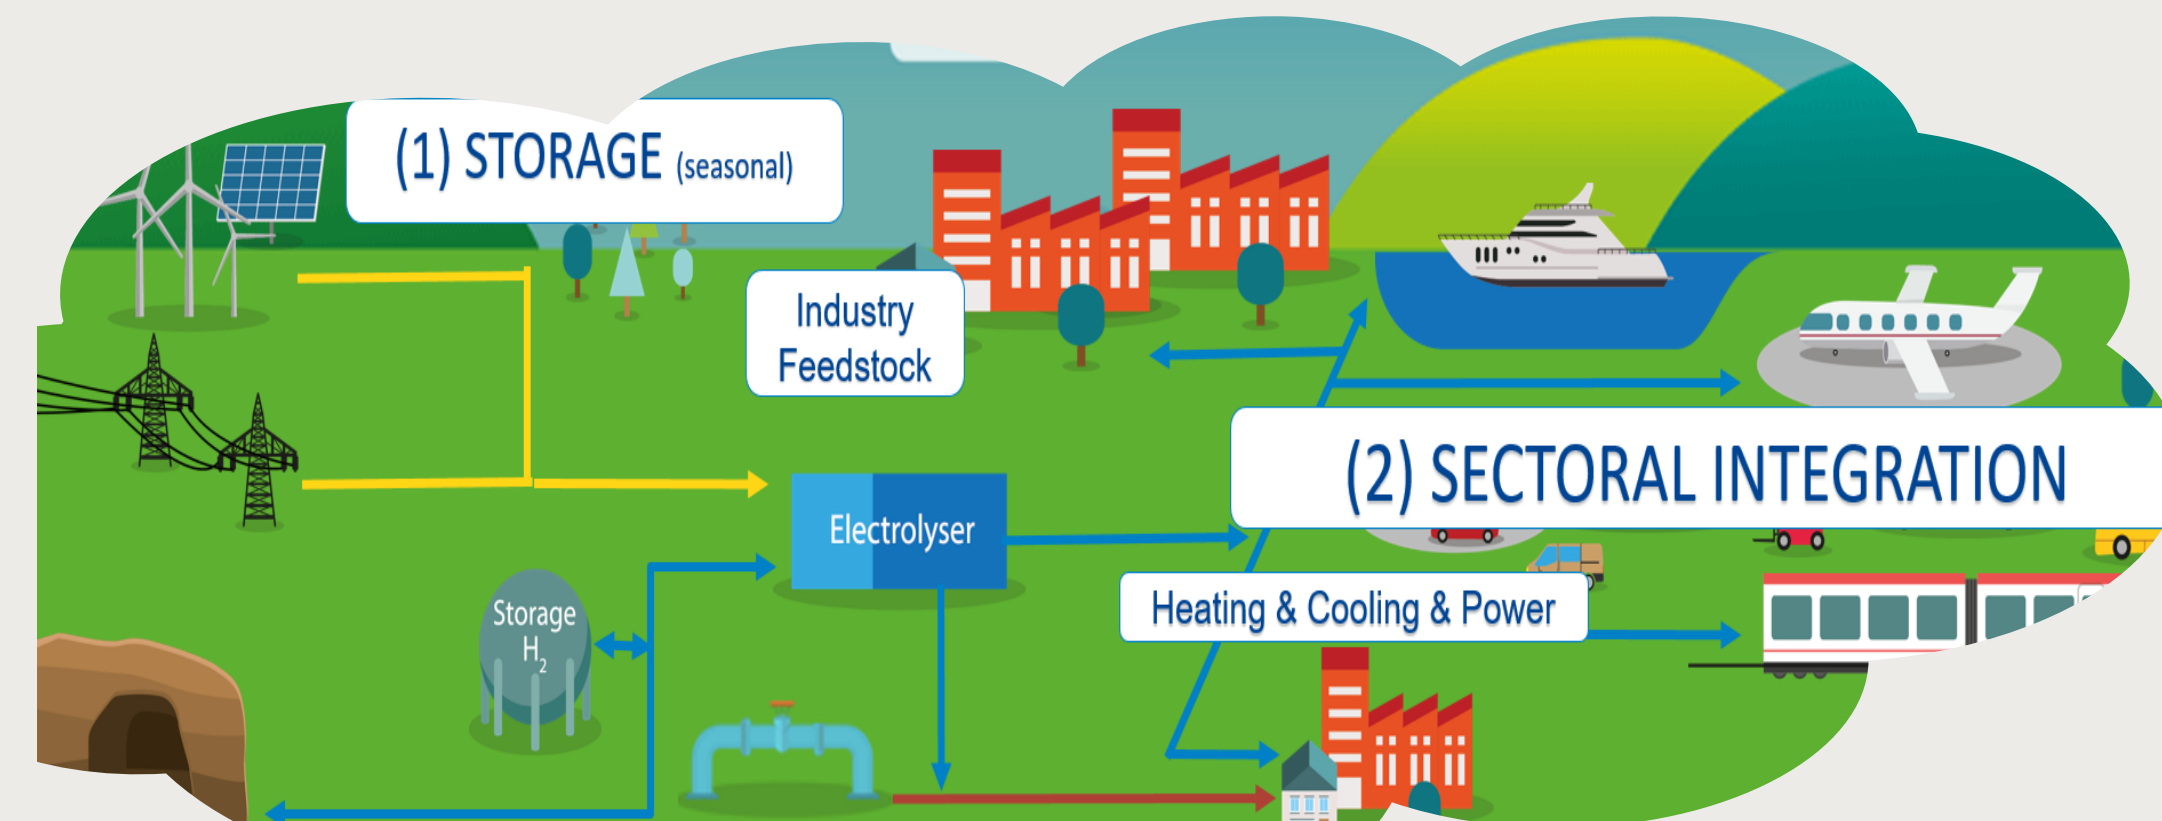 (1) STORAGE (seasonal)
Industry
Feedstock
(2) SECTORAL INTEGRATION
Electrolyser
Heating & Cooling & Power
Storage
H₂